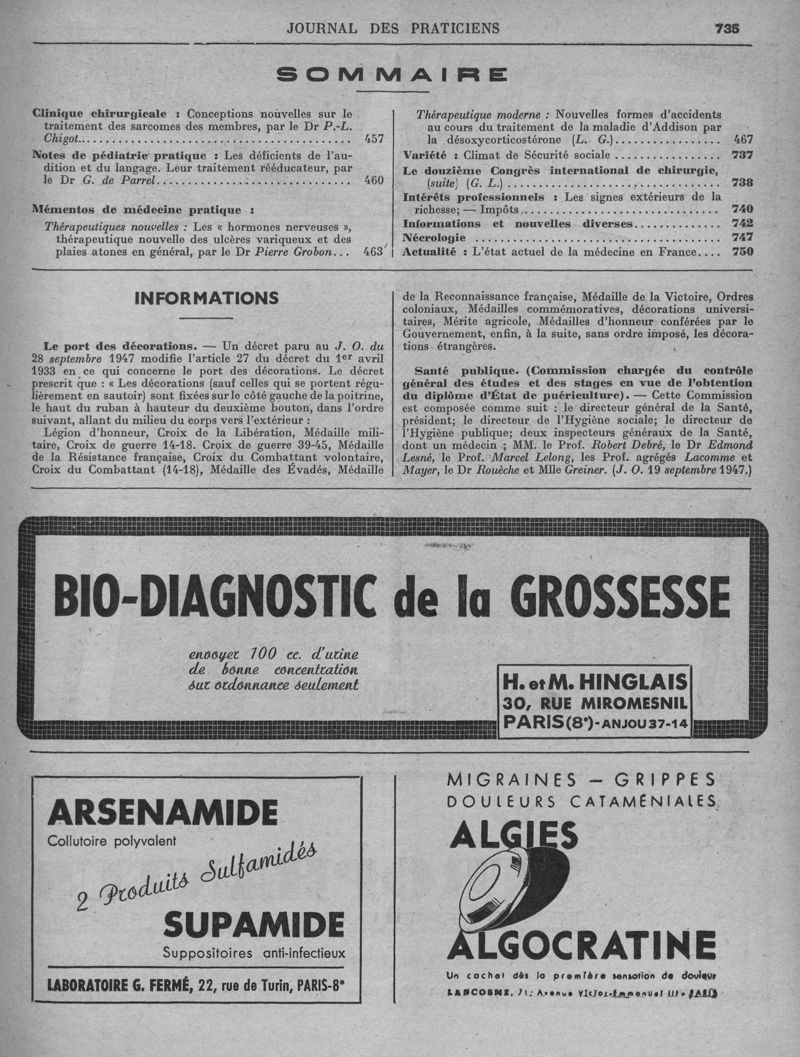 JOURNAL DES PRATICIENS 735
SOMMAIRE
Clinique chirurgicale : Conceptions nouvelles sur le
traitement des sarcomes des membres, par le Dr P.-L.
Chigot........................................ 457
Notes de pédiatrie pratique : Les déficients de l'au-
dition et du langage. Leur traitement rééducateur, par
le Dr G. de Parrel.............................. 460
Mémentos de médecine pratique :
Thérapeutiques nouvelles : Les « hormones nerveuses »,
thérapeutique nouvelle des ulcères variqueux et des
plaies atones en général, par le Dr Pierre Grobon... 463
Thérapeutique moderne : Nouvelles formes d'accidents
au cours du traitement de la maladie d'Addison par
la désoxycorticostérone (L. G.)................. 467
Variété : Climat de Sécurité sociale ................. 737
Le douzième Congrès international de chirurgie,
(suite) (G. L.) ................................. 738
Intérêts professionnels : Les signes extérieurs de la
richesse; — Impôts............................... 740
Informations et nouvelles diverses.............. 742
Nécrologie ...................................... 747
Actualité : L'état actuel de la médecine en France.... 750
INFORMATIONS
Le port des décorations. — Un décret paru au J. O. du
28 septembre 1947 modifie l'article 27 du décret du 1er avril
1933 en ce qui concerne le port des décorations. Le décret
prescrit que : « Les décorations (sauf celles qui se portent régu-
lièrement en sautoir) sont fixées sur le côté gauche de la poitrine,
le haut du ruban à hauteur du deuxième bouton, dans l'ordre
suivant, allant du milieu du corps vers l'extérieur :
Légion d'honneur, Croix de la Libération, Médaille mili-
taire, Croix de guerre 14-18. Croix de guerre 39-45, Médaille
de la Résistance française, Croix du Combattant volontaire,
Croix du Combattant (14-18), Médaille des Évadés, Médaille
de la Reconnaissance française, Médaille de la Victoire, Ordres
coloniaux, Médailles commémoratives, décorations universi-
taires, Mérite agricole, Médailles d'honneur conférées par le
Gouvernement, enfin, à la suite, sans ordre imposé, les décora-
tions étrangères.
Santé publique. (Commission chargée du contrôle
général des études et des stages en vue de l'obtention
du diplôme d'État de puériculture). — Cette Commission
est composée comme suit : le directeur général de la Santé,
président; le directeur de l'Hygiène sociale; le directeur de
l'Hygiène publique; deux inspecteurs généraux de la Santé,
dont un médecin ; MM. le Prof. Robert Debré, le Dr Edmond
Lesné, le Prof. Marcel Lelong, les Prof. agrégés Lacomme et
Mayer, le Dr Rouèche et Mlle Greiner. (J. O. 19 septembre 1947.)
BIO-DIAGNOSTIC de la GROSSESSE
envoyer 100 cc. d'urine
de bonne concentration
sur ordonnance seulement
H. et M. HINGLAIS
30, RUE MIROMESNIL
PARIS (8e) - ANJOU 37-14
ARSENAMIDE
Collutoire polyvalent
2 Produits Sulfamidés
SUPAMIDE
Suppositoires anti-infectieux
LABORATOIRE G. FERMÉ, 22, rue de Turin, PARIS-8e
MIGRAINES — GRIPPES
DOULEURS CATAMÉNIALES
ALGIES
ALGOCRATINE
Un cachet dès la première sensation de douleur
LANCOSME, 71, Avenue Victor-Emmanuel III - PARIS